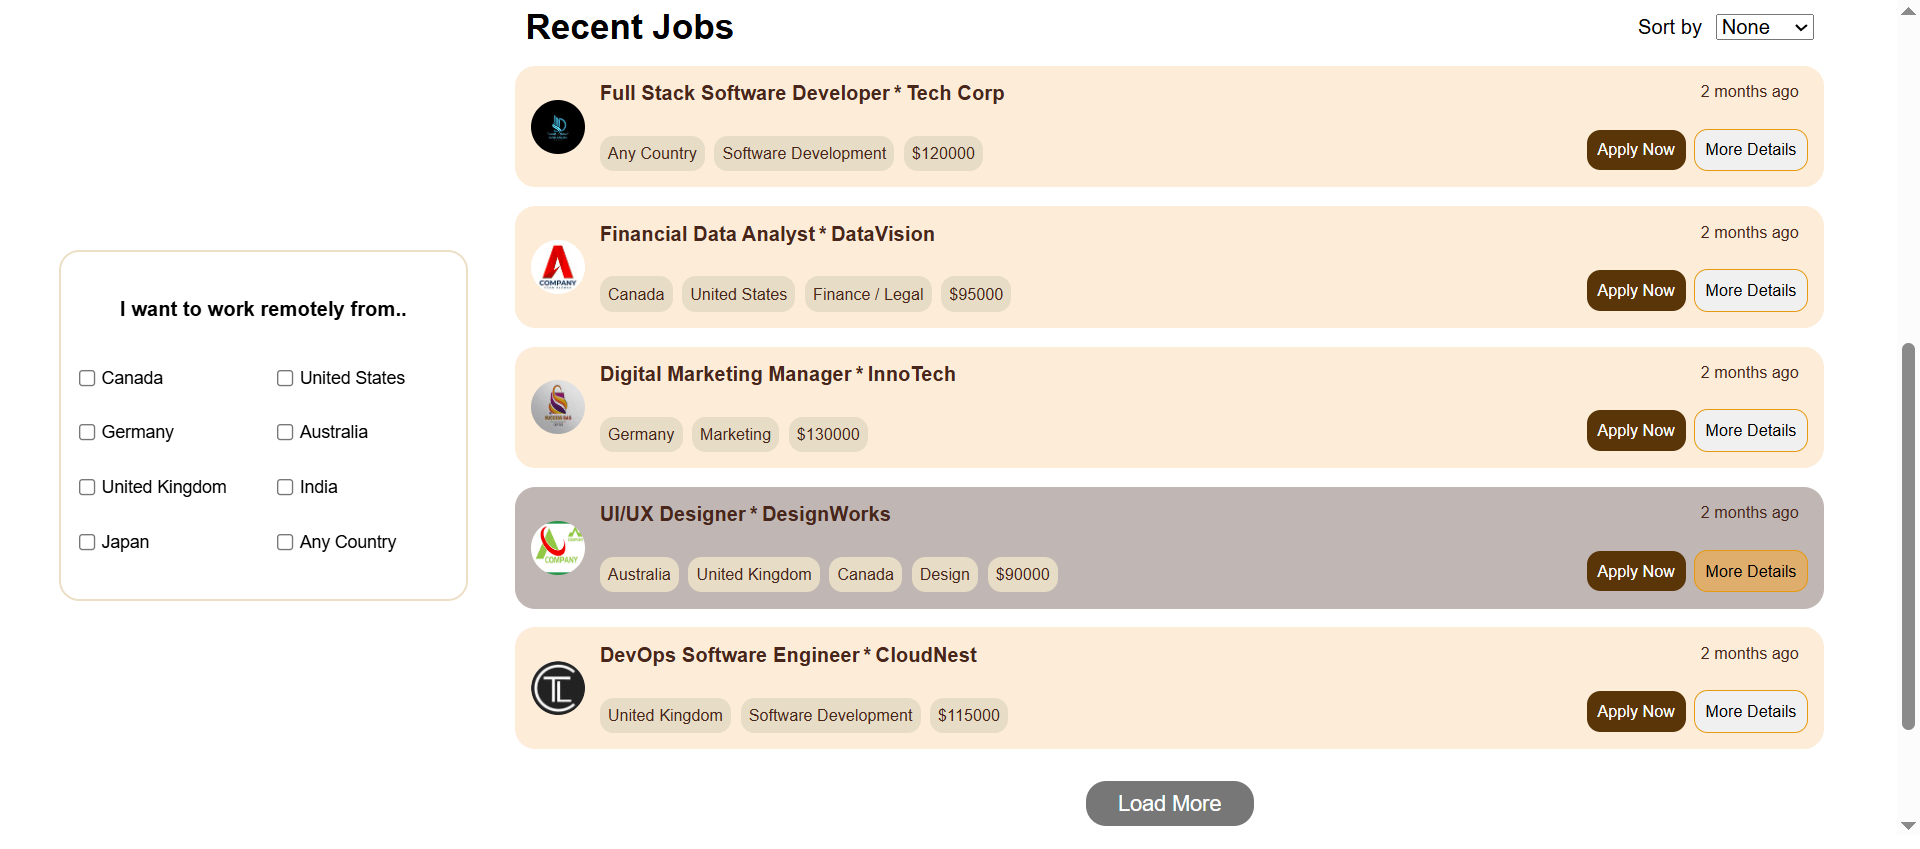 Recent Jobs
Sort by None
Full Stack Software Developer * Tech Corp
2 months ago
Any Country Software Development $120000
Apply Now More Details
Financial Data Analyst * DataVision
2 months ago
COMPANY
Canada United States Finance / Legal $95000
Apply Now More Details
I want to work remotely from..
Canada United States
Germany Australia
United Kingdom India
Japan Any Country
Digital Marketing Manager * InnoTech
2 months ago
Germany Marketing $130000
Apply Now More Details
UI/UX Designer * DesignWorks
2 months ago
COMPANY
Australia United Kingdom Canada Design $90000
Apply Now More Details
DevOps Software Engineer * CloudNest
2 months ago
United Kingdom Software Development $115000
Apply Now More Details
Load More